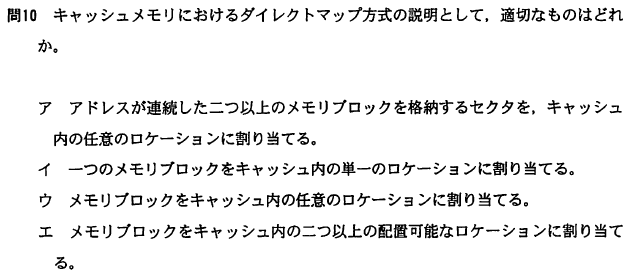 問10　キャッシュメモリにおけるダイレクトマップ方式の説明として，適切なものはどれ
か。
ア　アドレスが連続した二つ以上のメモリブロックを格納するセクタを，キャッシュ
内の任意のロケーションに割り当てる。
イ　一つのメモリブロックをキャッシュ内の単一のロケーションに割り当てる。
ウ　メモリブロックをキャッシュ内の任意のロケーションに割り当てる。
エ　メモリブロックをキャッシュ内の二つ以上の配置可能なロケーションに割り当て
る。